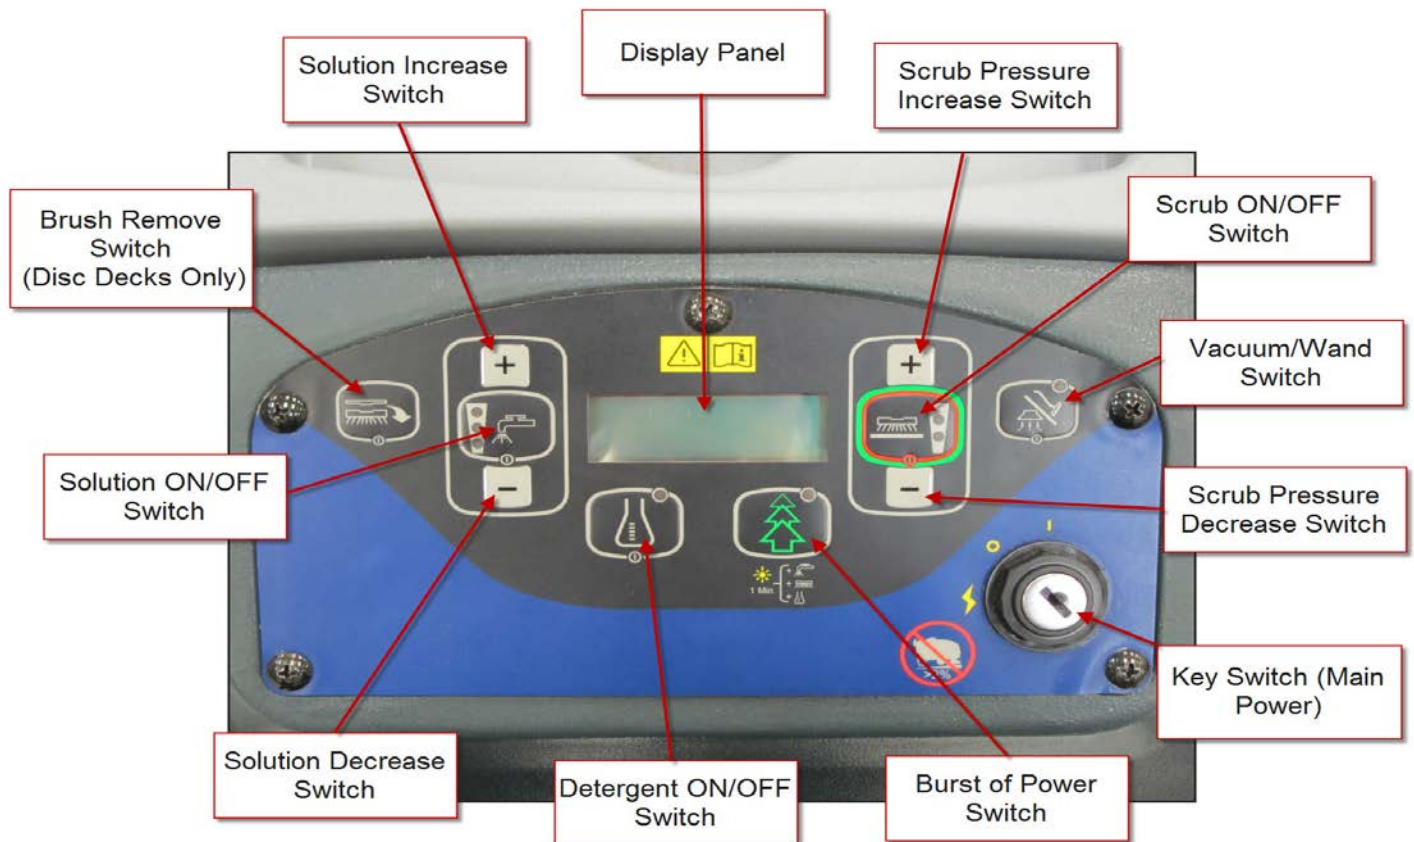 Solution Increase
Switch
Display Panel
Scrub Pressure
Increase Switch
Brush Remove
Switch
(Disc Decks Only)
Scrub ON/OFF
Switch
Vacuum/Wand
Switch
Solution ON/OFF
Switch
Scrub Pressure
Decrease Switch
+
+
i
-
-
I
O
1 Min
Key Switch (Main
Power)
Solution Decrease
Switch
Detergent ON/OFF
Switch
Burst of Power
Switch